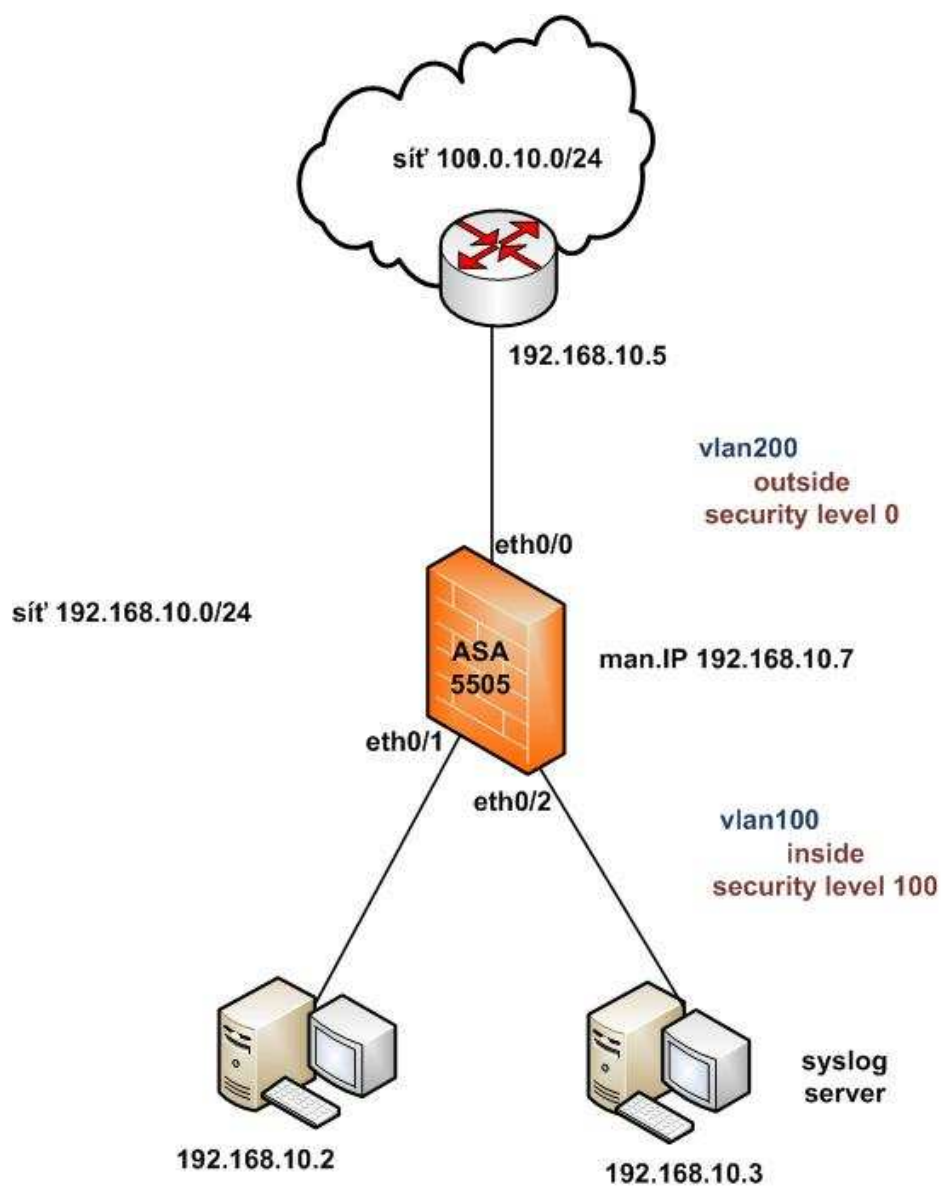 síť 100.0.10.0/24
192.168.10.5
vlan200
outside
security level 0
eth0/0
síť 192.168.10.0/24
ASA
5505
man.IP 192.168.10.7
eth0/1
eth0/2
vlan100
inside
security level 100
syslog
server
192.168.10.2
192.168.10.3